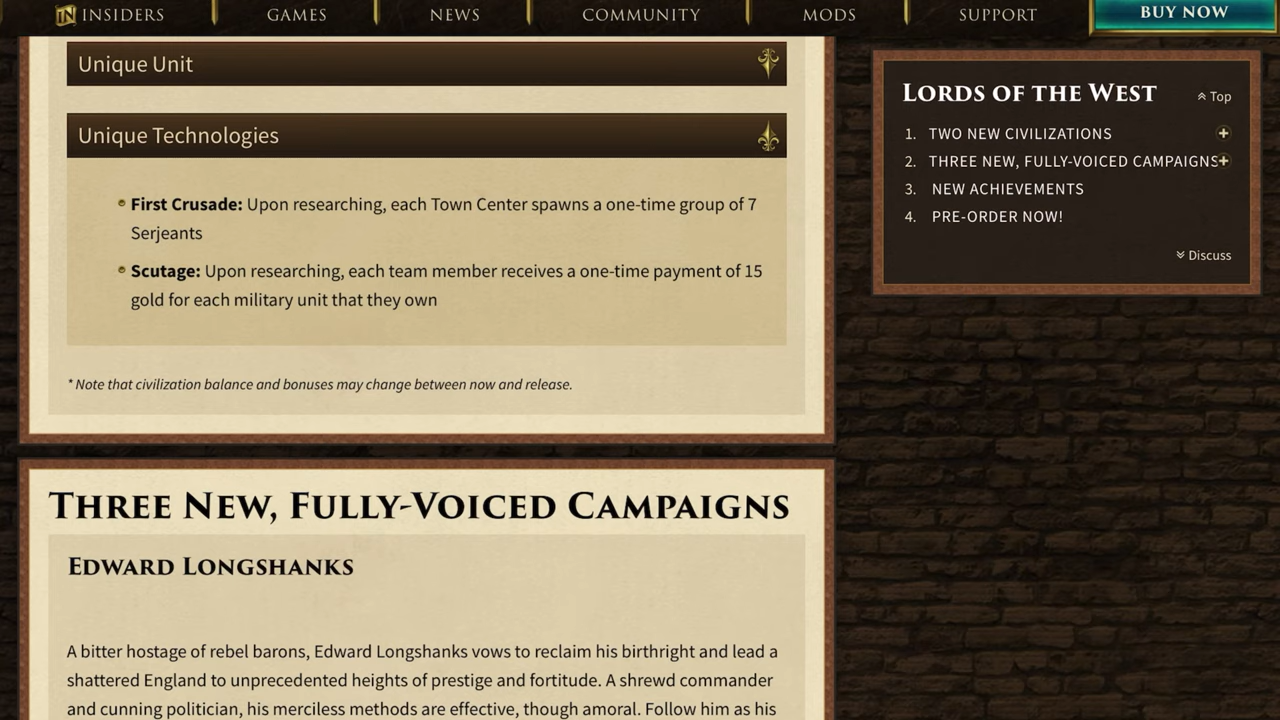 INSIDERS
GAMES
NEWS
COMMUNITY
MODS
SUPPORT
BUY NOW
Unique Unit
Unique Technologies
First Crusade: Upon researching, each Town Center spawns a one-time group of 7
Serjeants
Scutage: Upon researching, each team member receives a one-time payment of 15
gold for each military unit that they own
* Note that civilization balance and bonuses may change between now and release.
THREE NEW, FULLY-VOICED CAMPAIGNS
EDWARD LONGSHANKS
A bitter hostage of rebel barons, Edward Longshanks vows to reclaim his birthright and lead a
shattered England to unprecedented heights of prestige and fortitude. A shrewd commander
and cunning politician, his merciless methods are effective, though amoral. Follow him as his
LORDS OF THE WEST
Top
1. TWO NEW CIVILIZATIONS
2. THREE NEW, FULLY-VOICED CAMPAIGNS
3. NEW ACHIEVEMENTS
4. PRE-ORDER NOW!
Discuss